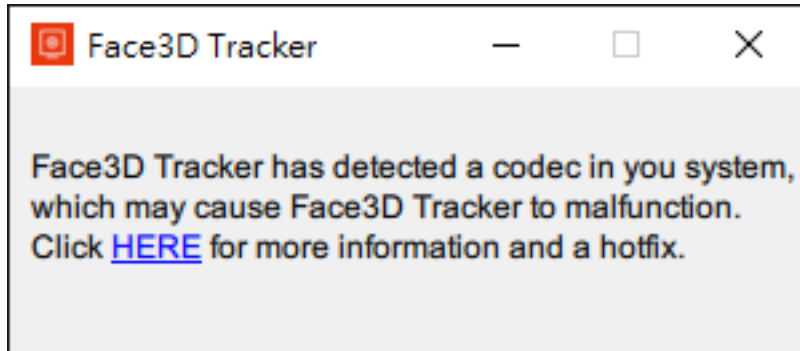 Face3D Tracker
Face3D Tracker has detected a codec in you system,
which may cause Face3D Tracker to malfunction.
Click HERE for more information and a hotfix.